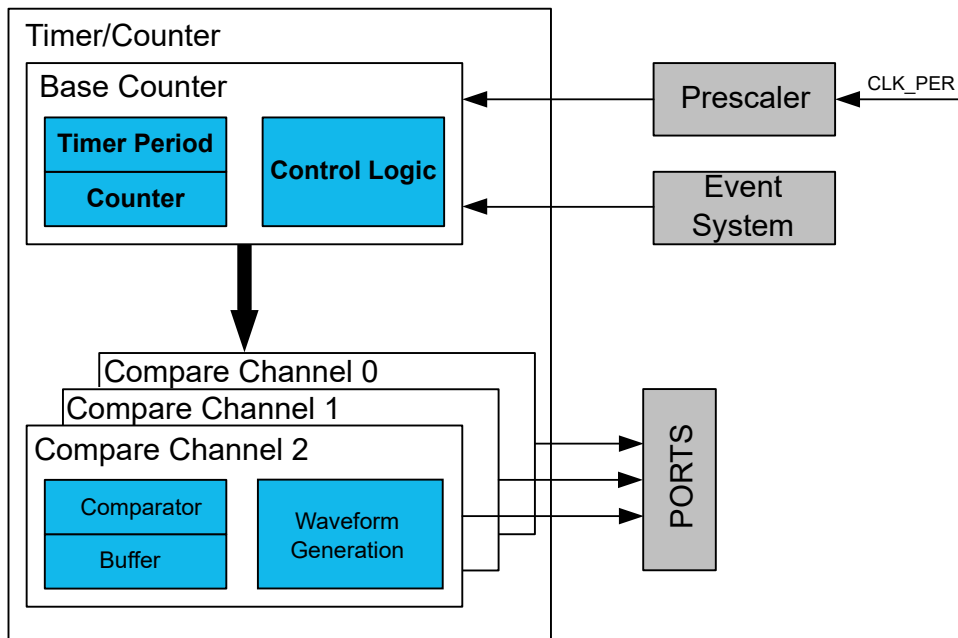 Timer/Counter
Base Counter
Timer Period
Counter
Control Logic
Prescaler
CLK_PER
Event
System
Compare Channel 0
Compare Channel 1
Compare Channel 2
Comparator
Buffer
Waveform
Generation
PORTS